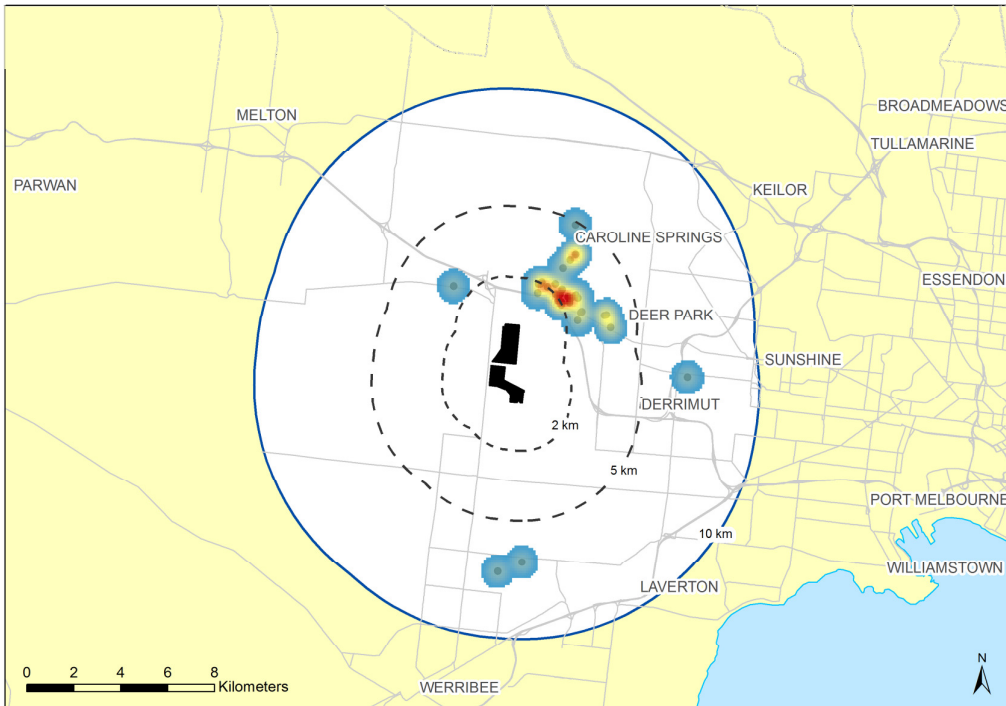 BROADMEADOWS
MELTON
TULLAMARINE
PARWAN
KEILOR
CAROLINE SPRINGS
ESSENDON
DEER PARK
SUNSHINE
DERRIMUT
2 km
5 km
PORT MELBOURNE
10 km
WILLIAMSTOWN
LAVERTON
N
0 2 4 6 8
Kilometers
WERRIBEE